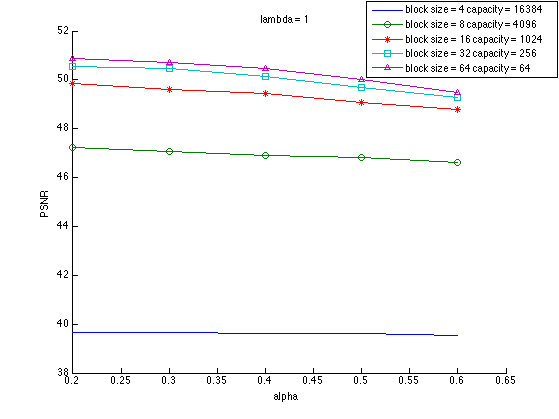 lambda = 1
block size = 4 capacity = 16384
block size = 8 capacity = 4096
block size = 16 capacity = 1024
block size = 32 capacity = 256
block size = 64 capacity = 64
52
50
48
46
44
42
40
38
PSNR
0.2 0.25 0.3 0.35 0.4 0.45 0.5 0.55 0.6 0.65
alpha